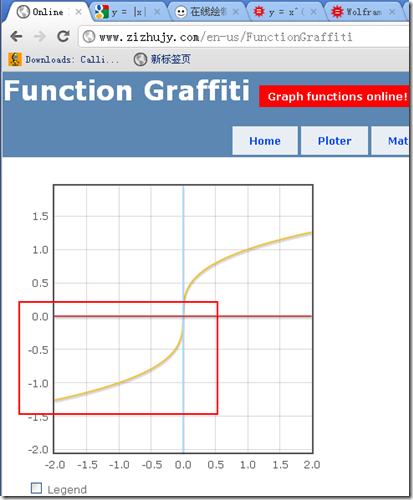 Online
y = |x|
在线绘
y = x^(
Wolfram
www.zizhujy.com/en-us/FunctionGraffiti
Downloads: Calli...
新标签页
Function Graffiti
Graph functions online!
Home
Ploter
Mat
1.5
1.0
0.5
0.0
-0.5
-1.0
-1.5
-2.0
-2.0 -1.5 -1.0 -0.5 0.0 0.5 1.0 1.5 2.0
Legend